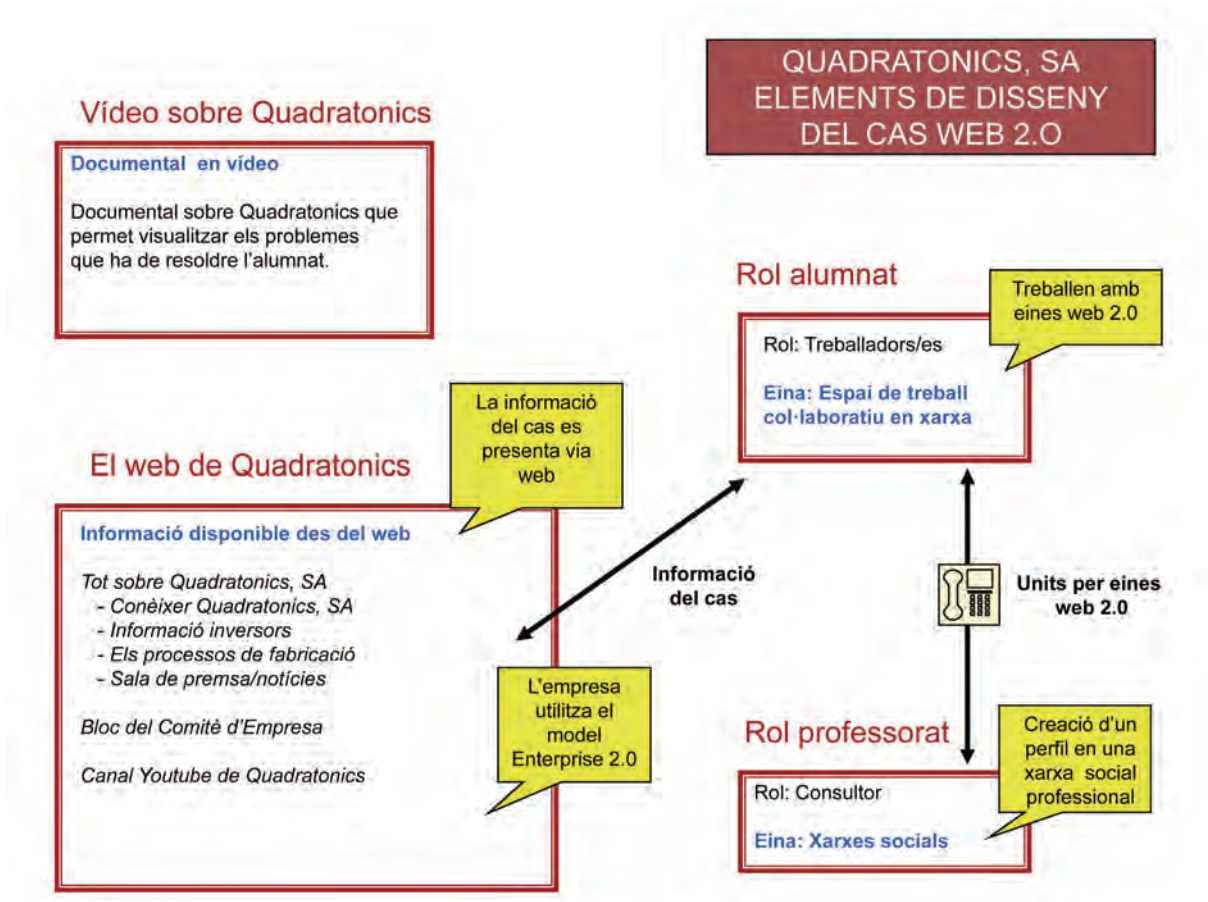 QUADRATONICS, SA
ELEMENTS DE DISSENY
DEL CAS WEB 2.O
Vídeo sobre Quadratonics
Documental en vídeo
Documental sobre Quadratonics que
permet visualitzar els problemes
que ha de resoldre l'alumnat.
Rol alumnat
Treballen amb
eines web 2.0
Rol: Treballadors/es
Eina: Espai de treball
col·laboratiu en xarxa
La informació
del cas es
presenta via
web
El web de Quadratonics
Informació disponible des del web
Tot sobre Quadratonics, SA
- Conèixer Quadratonics, SA
- Informació inversors
- Els processos de fabricació
- Sala de premsa/notícies
Bloc del Comitè d'Empresa
Canal Youtube de Quadratonics
L'empresa
utilitza el
model
Enterprise 2.0
Informació
del cas
Units per eines
web 2.0
Rol professorat
Creació d'un
perfil en una
xarxa social
professional
Rol: Consultor
Eina: Xarxes socials